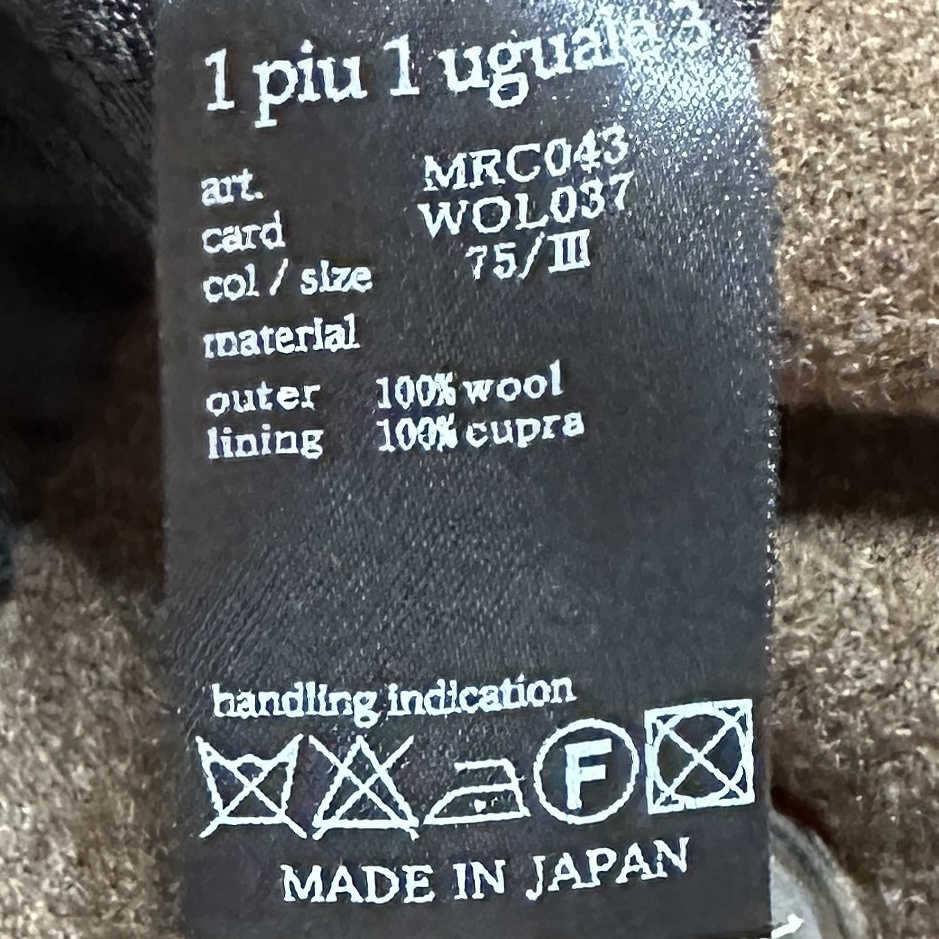 1 piu 1 uguale 3
art. MRC043
card WOL037
col / size 75/III
material
outer 100% wool
lining 100% cupra
handling indication
F
MADE IN JAPAN